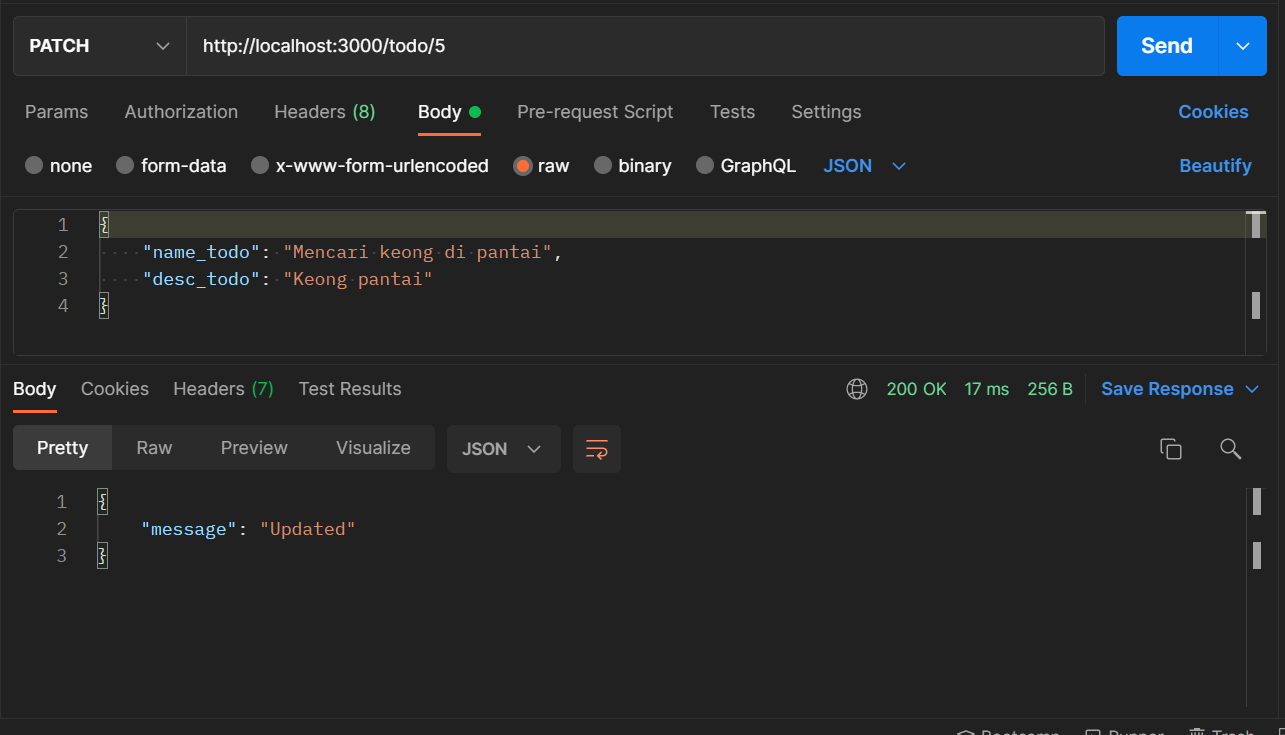 PATCH http://localhost:3000/todo/5 Send
Params Authorization Headers (8) Body Pre-request Script Tests Settings Cookies
none form-data x-www-form-urlencoded raw binary GraphQL JSON Beautify
1 {
2 "name_todo": "Mencari keong di pantai",
3 "desc_todo": "Keong pantai"
4 }
Body Cookies Headers (7) Test Results 200 OK 17 ms 256 B Save Response
Pretty Raw Preview Visualize JSON
1 {
2 "message": "Updated"
3 }
Bootcamp Runner Trash